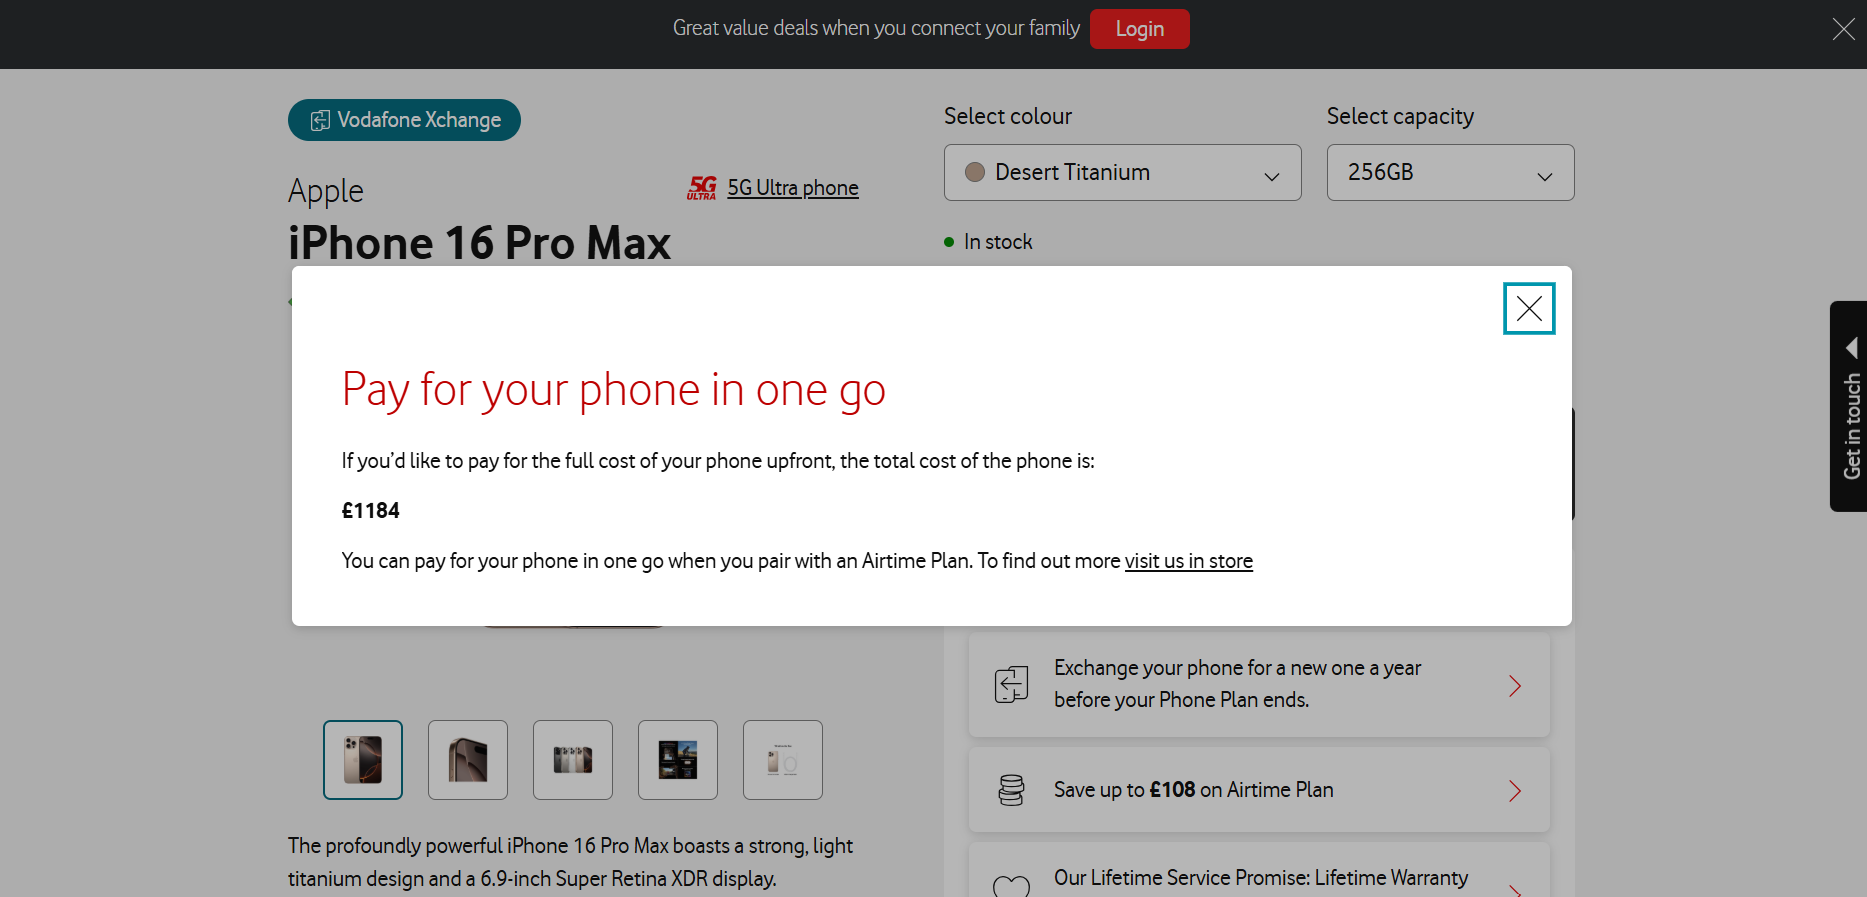 Great value deals when you connect your family
Login
Vodafone Xchange
Apple
5G ULTRA
5G Ultra phone
iPhone 16 Pro Max
Select colour
Desert Titanium
Select capacity
256GB
In stock
Pay for your phone in one go
If you’d like to pay for the full cost of your phone upfront, the total cost of the phone is:
£1184
You can pay for your phone in one go when you pair with an Airtime Plan. To find out more visit us in store
Get in touch
Exchange your phone for a new one a year
before your Phone Plan ends.
Save up to £108 on Airtime Plan
Our Lifetime Service Promise: Lifetime Warranty
The profoundly powerful iPhone 16 Pro Max boasts a strong, light
titanium design and a 6.9-inch Super Retina XDR display.